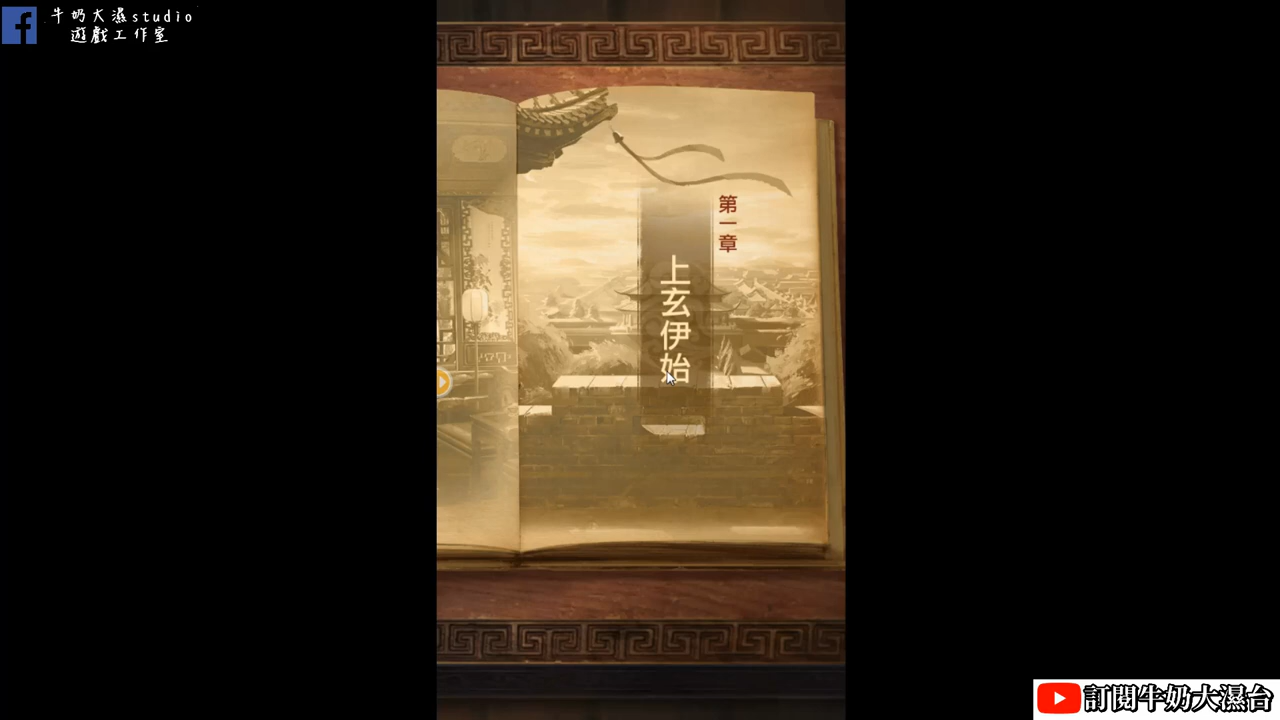 牛奶大濕studio
遊戲工作室
第一章
上玄伊始
訂閱牛奶大濕台